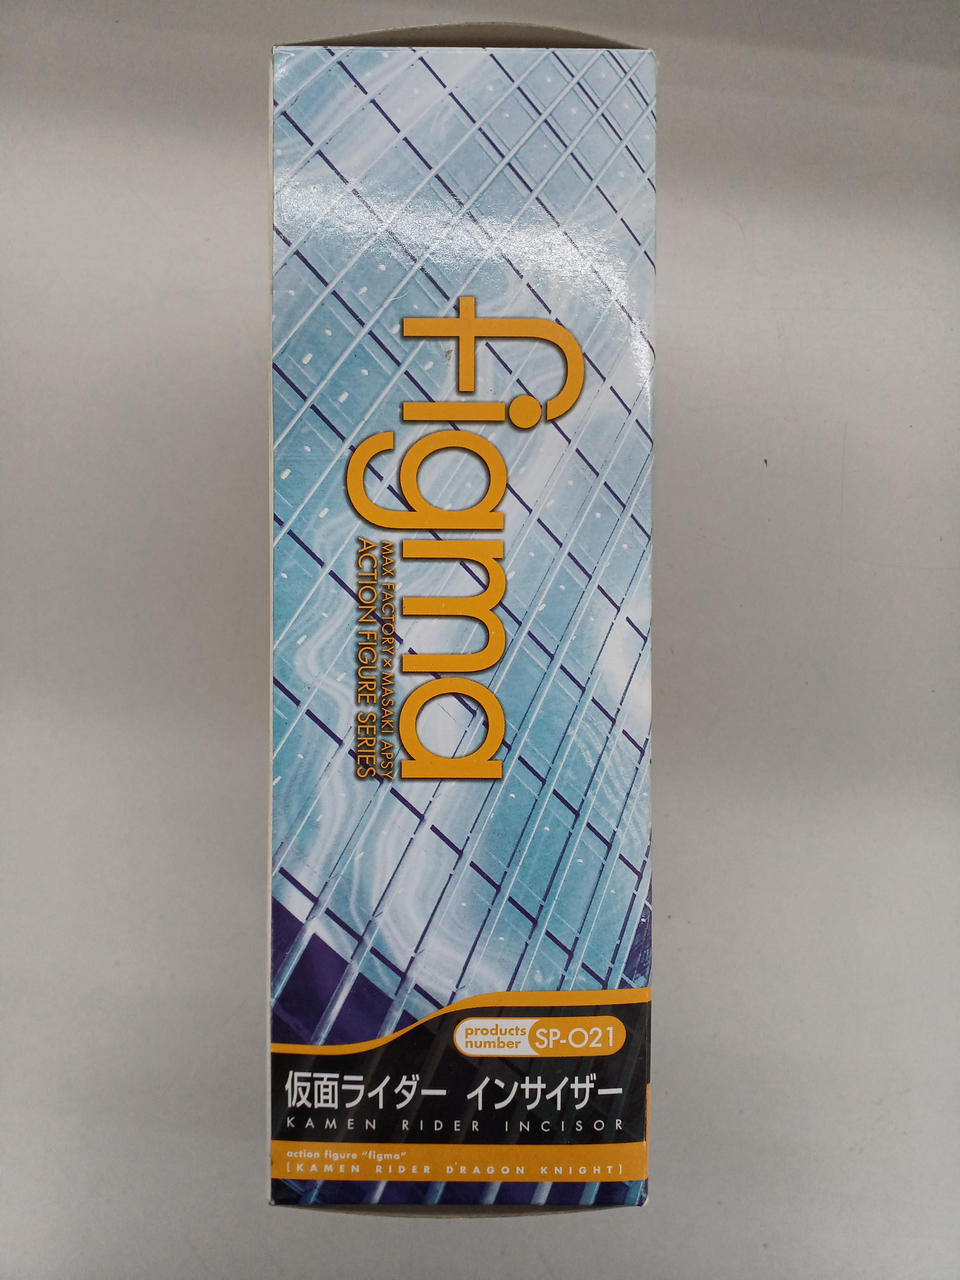 figma
MAX FACTORY × MASAKI APSY
ACTION FIGURE SERIES
products
number
SP-021
仮面ライダー インサイザー
KAMEN RIDER INCISOR
action figure "figma"
[KAMEN RIDER DRAGON KNIGHT]